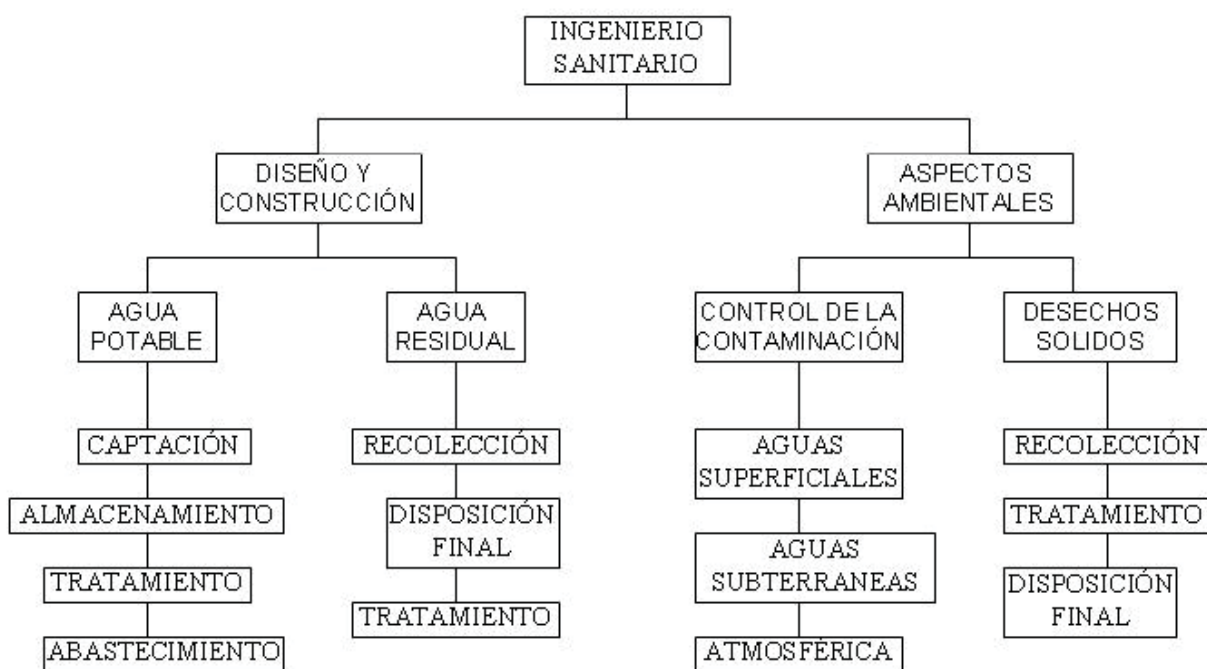 INGENIERIO
SANITARIO
DISEÑO Y
CONSTRUCCIÓN
ASPECTOS
AMBIENTALES
AGUA
POTABLE
AGUA
RESIDUAL
CONTROL DE LA
CONTAMINACIÓN
DESECHOS
SOLIDOS
CAPTACIÓN
ALMACENAMIENTO
TRATAMIENTO
ABASTECIMIENTO
RECOLECCIÓN
DISPOSICIÓN
FINAL
TRATAMIENTO
AGUAS
SUPERFICIALES
AGUAS
SUBTERRANEAS
ATMOSFÉRICA
RECOLECCIÓN
TRATAMIENTO
DISPOSICIÓN
FINAL